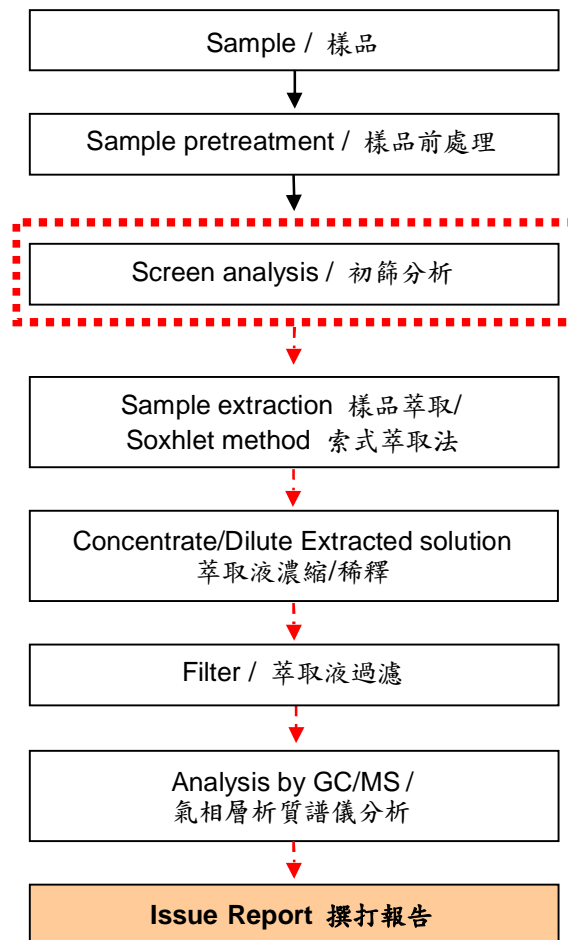 Sample / 樣品
Sample pretreatment / 樣品前處理
Screen analysis / 初篩分析
Sample extraction 樣品萃取/
Soxhlet method 索式萃取法
Concentrate/Dilute Extracted solution
萃取液濃縮/稀釋
Filter / 萃取液過濾
Analysis by GC/MS /
氣相層析質譜儀分析
Issue Report 撰打報告